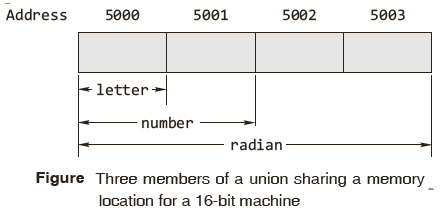 Address 5000 5001 5002 5003
letter
number
radian
Figure Three members of a union sharing a memory
location for a 16-bit machine